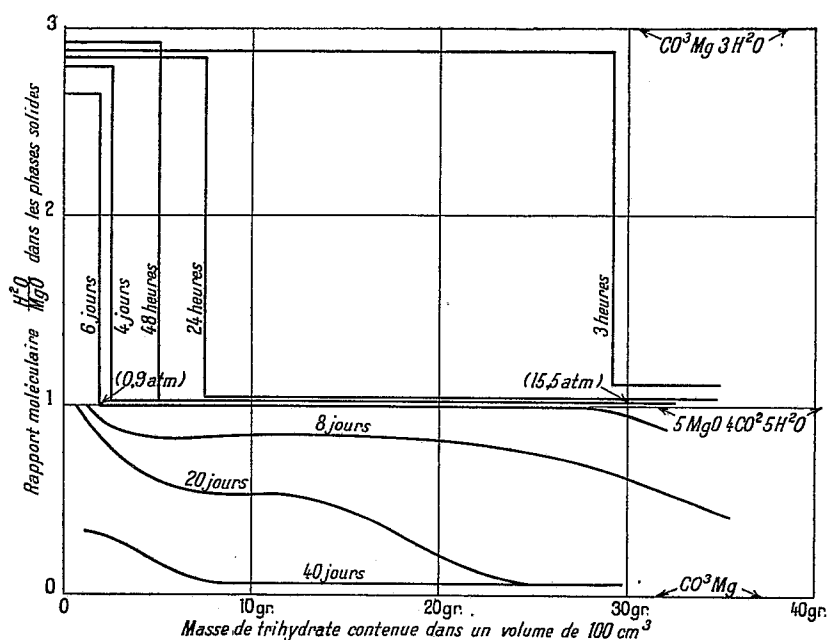 3
CO³Mg 3H²O
2
6 jours
4 jours
48 heures
24 heures
3 heures
(0,9 atm)
(15,5 atm)
1
5 MgO 4CO² 5H²O
8 jours
20 jours
40 jours
CO³Mg
0
0
10gr.
20gr.
30gr.
40gr.
Rapport moléculaire H²O/MgO dans les phases solides
Masse de trihydrate contenue dans un volume de 100 cm³